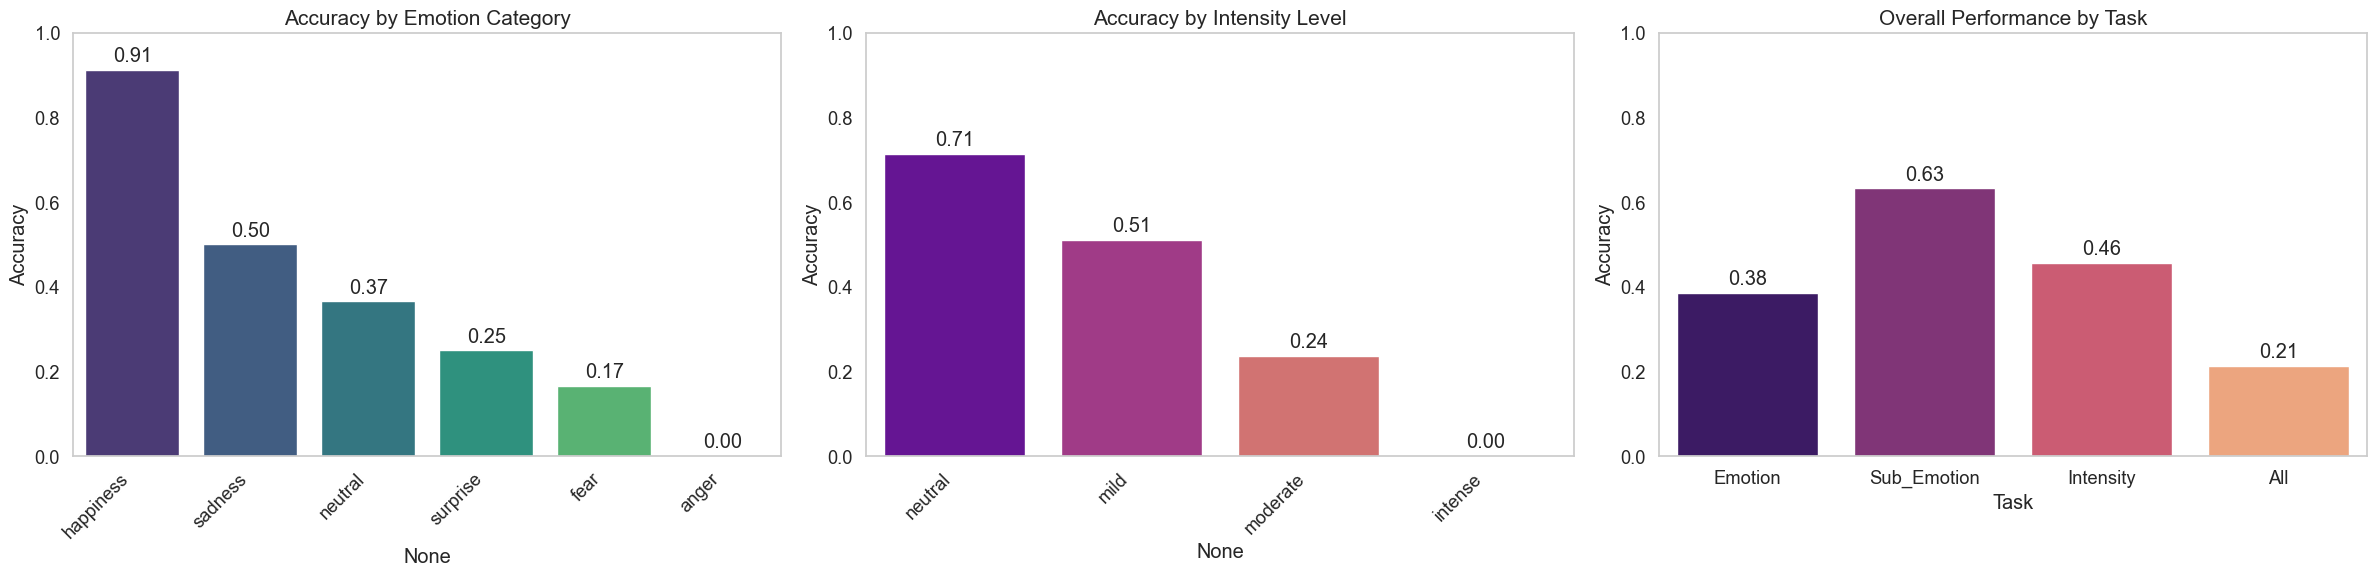 Accuracy by Emotion Category
1.0
0.8
0.6
0.4
0.2
0.0
Accuracy
0.91
0.50
0.37
0.25
0.17
0.00
happiness
sadness
neutral
surprise
fear
anger
None
Accuracy by Intensity Level
1.0
0.8
0.6
0.4
0.2
0.0
Accuracy
0.71
0.51
0.24
0.00
neutral
mild
moderate
intense
None
Overall Performance by Task
1.0
0.8
0.6
0.4
0.2
0.0
Accuracy
0.38
0.63
0.46
0.21
Emotion
Sub_Emotion
Intensity
All
Task